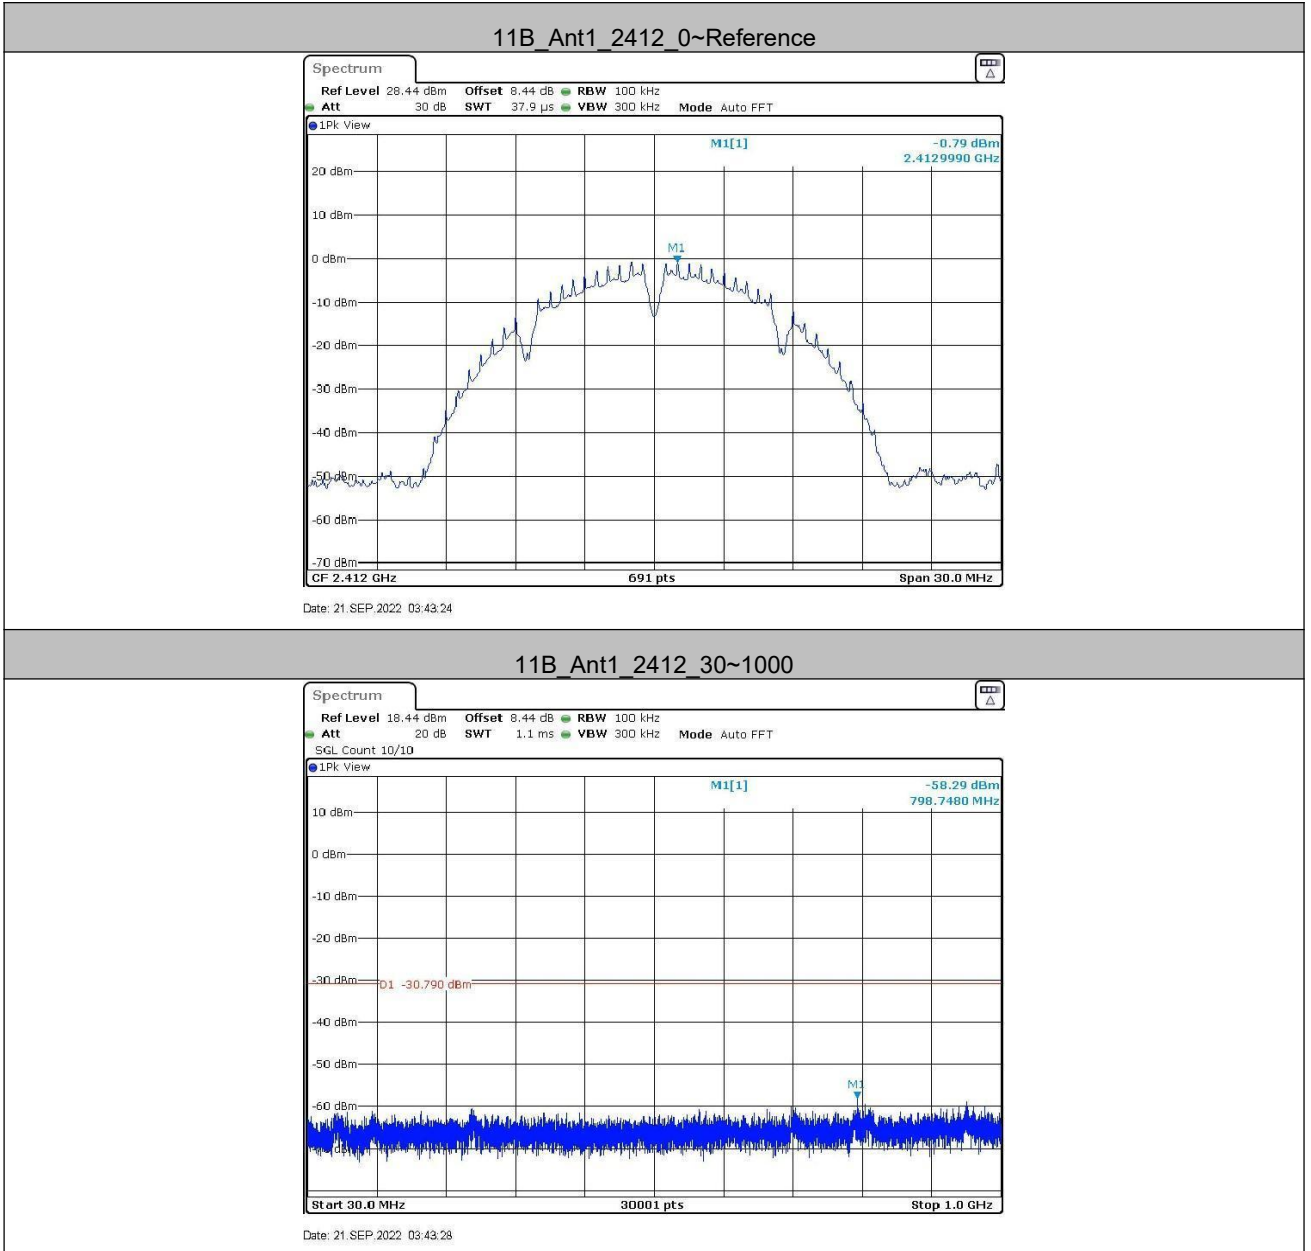 11B_Ant1_2412_0~Reference
Spectrum
Ref Level 28.44 dBm Offset 8.44 dB RBW 100 kHz
Att 30 dB SWT 37.9 µs VBW 300 kHz Mode Auto FFT
1Pk View
M1[1] -0.79 dBm
2.4129990 GHz
20 dBm
10 dBm
M1
0 dBm
-10 dBm
-20 dBm
-30 dBm
-40 dBm
-50 dBm
-60 dBm
-70 dBm
CF 2.412 GHz 691 pts Span 30.0 MHz
Date: 21.SEP.2022 03:43:24
11B_Ant1_2412_30~1000
Spectrum
Ref Level 18.44 dBm Offset 8.44 dB RBW 100 kHz
Att 20 dB SWT 1.1 ms VBW 300 kHz Mode Auto FFT
SGL Count 10/10
1Pk View
M1[1] -58.29 dBm
798.7480 MHz
10 dBm
0 dBm
-10 dBm
-20 dBm
-30 dBm
D1 -30.790 dBm
-40 dBm
-50 dBm
M1
-60 dBm
Start 30.0 MHz 30001 pts Stop 1.0 GHz
Date: 21.SEP.2022 03:43:28